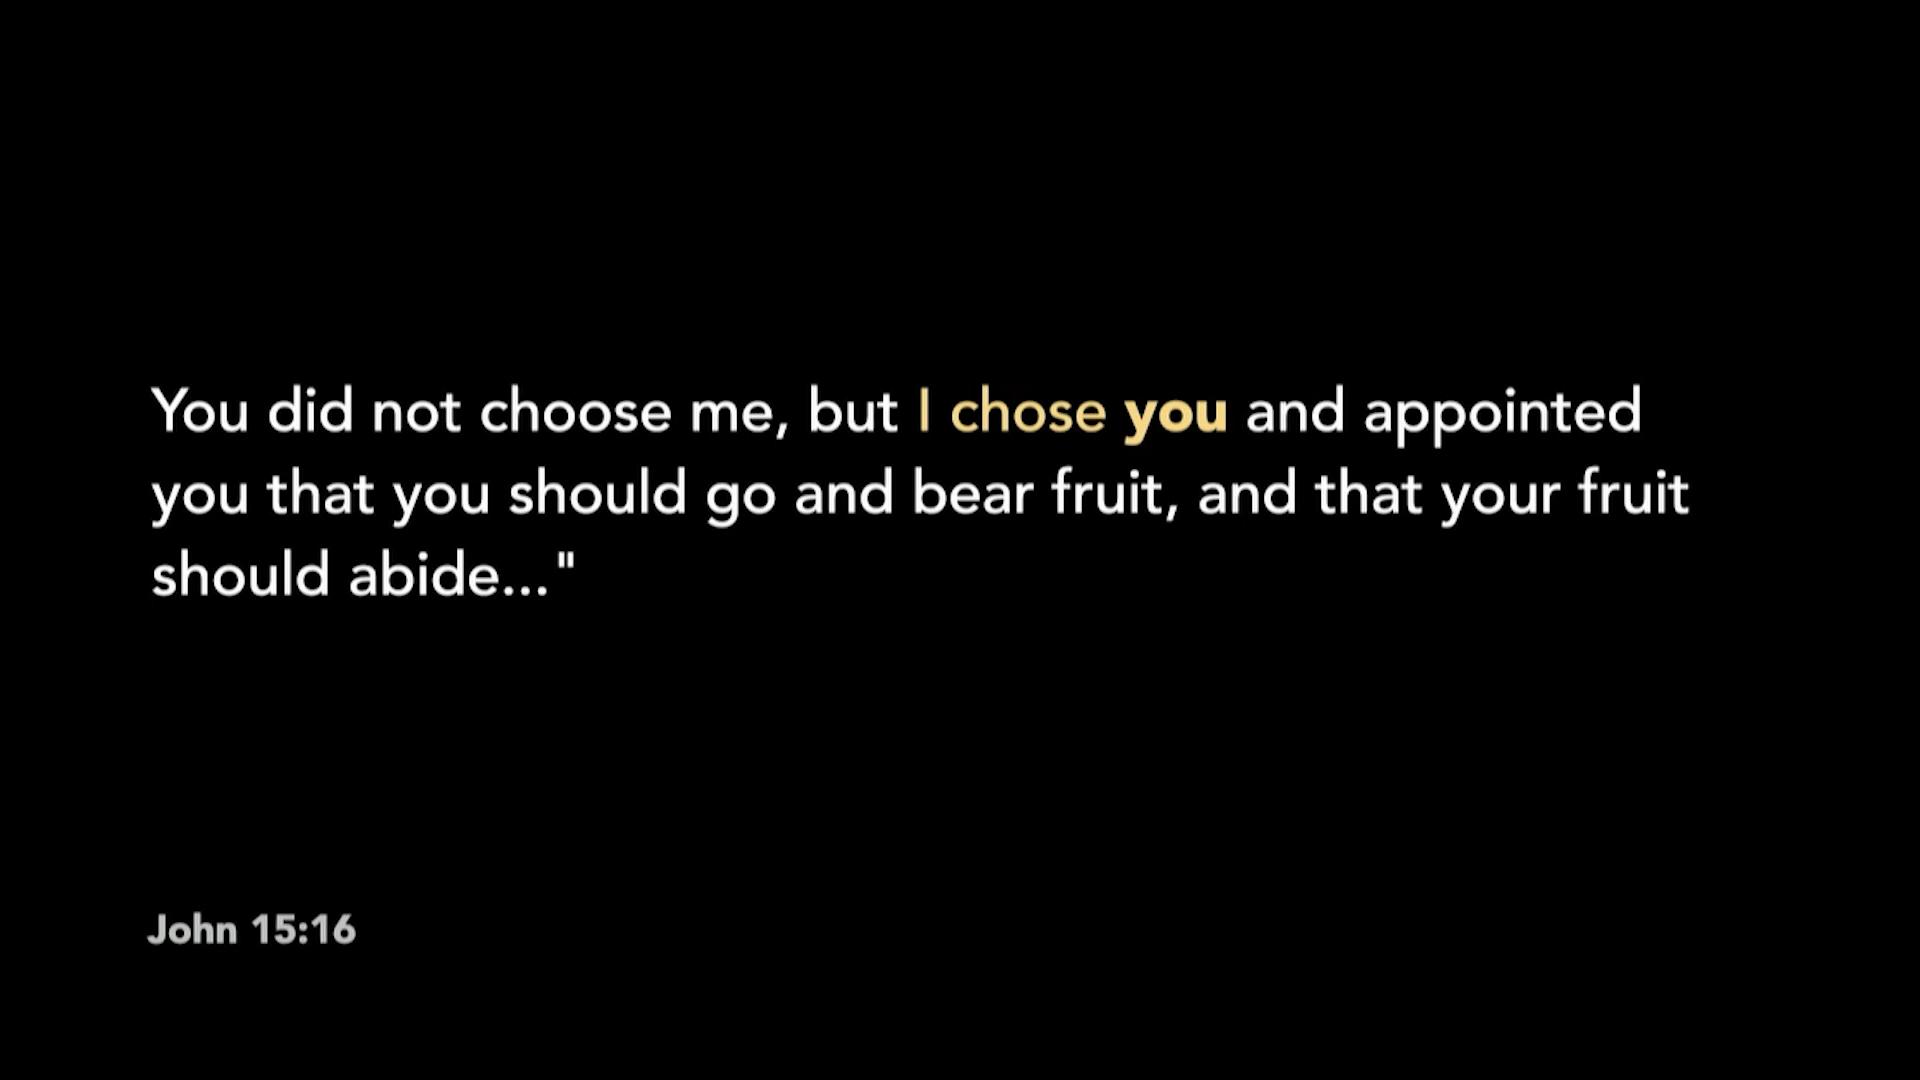 You did not choose me, but I chose you and appointed
you that you should go and bear fruit, and that your fruit
should abide..."
John 15:16